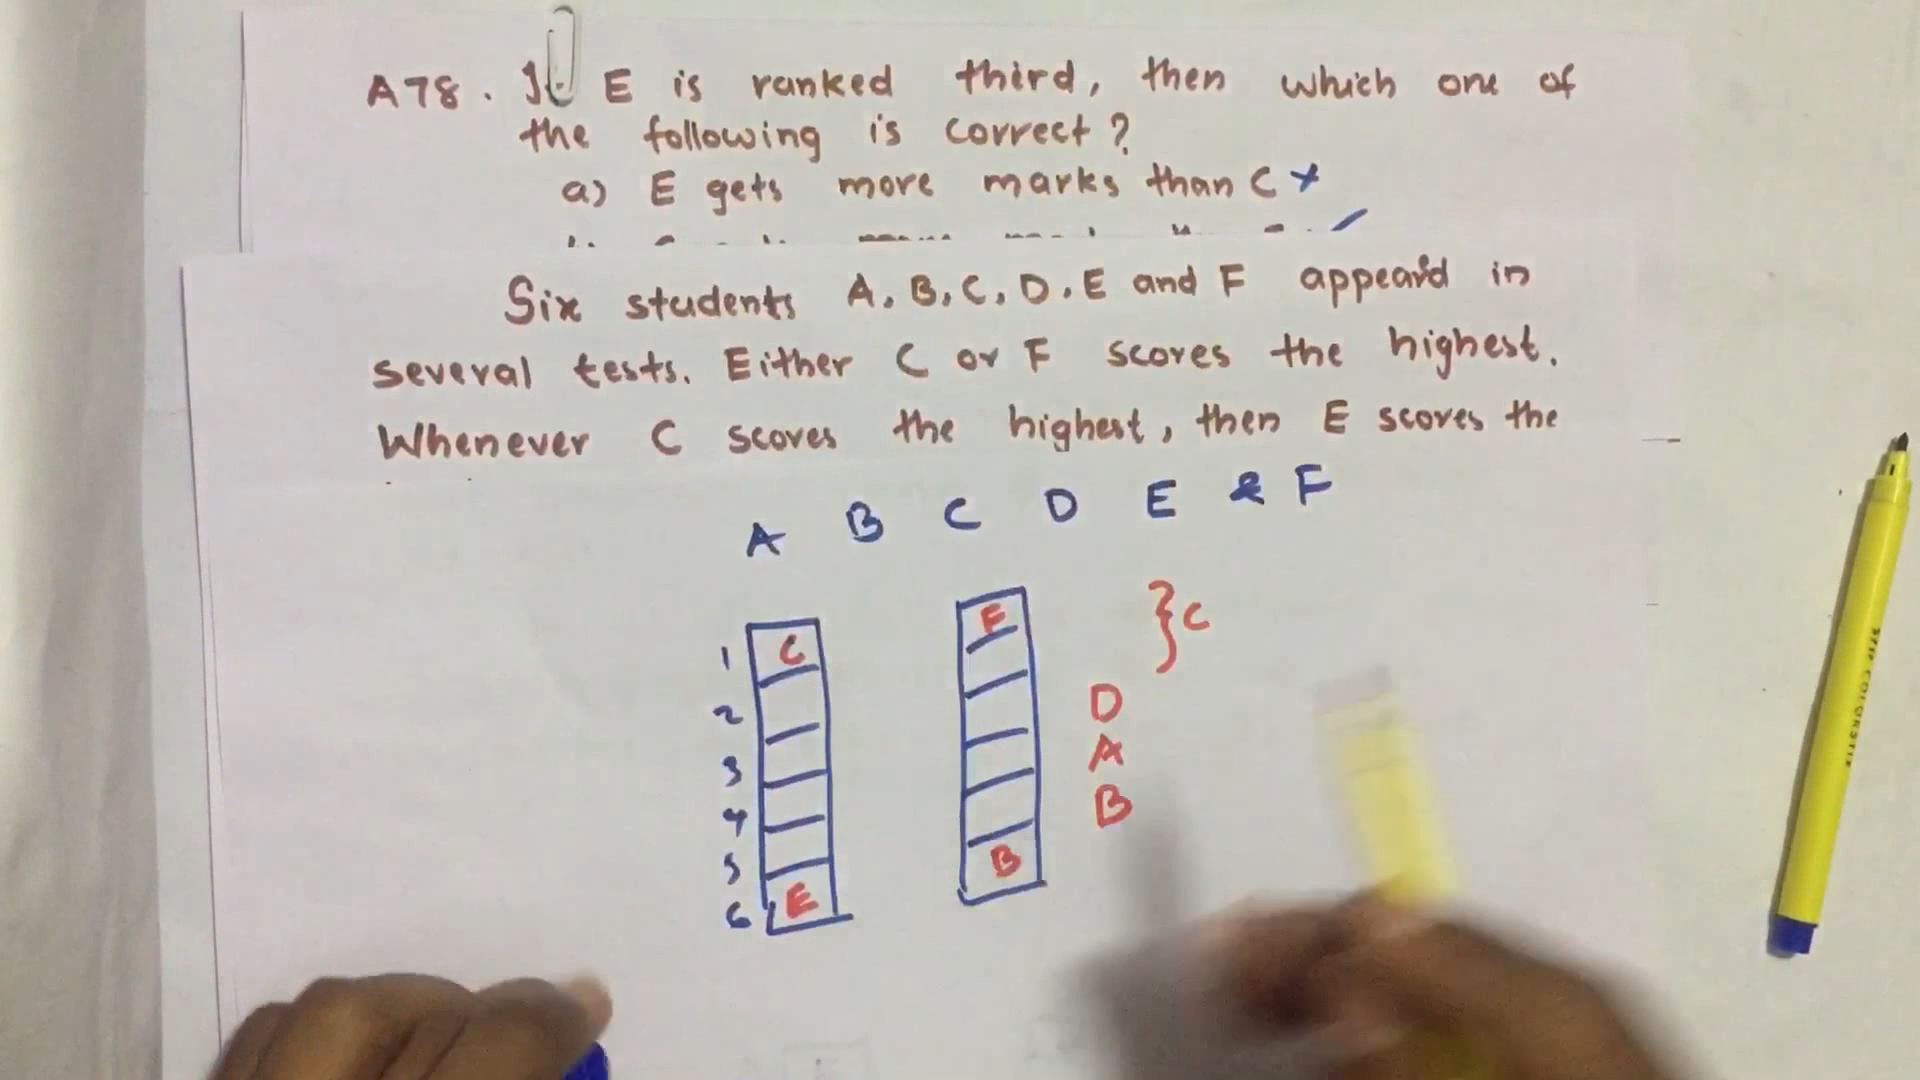 A78. If E is ranked third, then which one of
the following is correct?
a) E gets more marks than C ×
Six students A, B, C, D, E and F appeard in
several tests. Either C or F scores the highest.
Whenever C scores the highest, then E scores the
A B C D E & F
1 C
2
3
4
5
6 E
F
B
} C
D
A
B